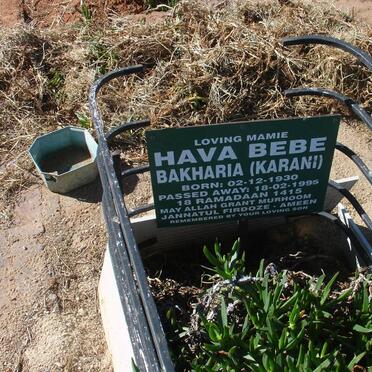 LOVING MAMIE
HAVA BEBE
BAKHARIA (KARANI)
BORN: 02-12-1930
PASSED AWAY: 18-02-1995
18 RAMADAAN 1415
MAY ALLAH GRANT MURHOOM
JANNATUL FIRDOZE - AMEEN
REMEMBERED BY YOUR LOVING SON